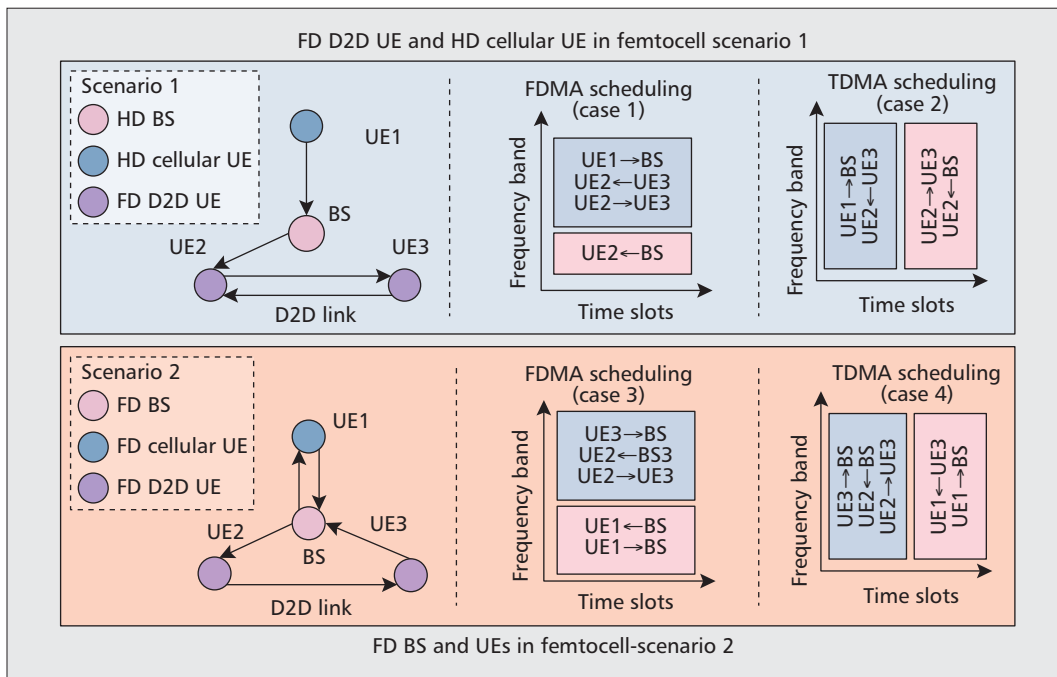 FD D2D UE and HD cellular UE in femtocell scenario 1
Scenario 1
HD BS
HD cellular UE
FD D2D UE
UE1
BS
UE2
UE3
D2D link
FDMA scheduling
(case 1)
Frequency band
UE1→BS
UE2←UE3
UE2→UE3
UE2←BS
Time slots
TDMA scheduling
(case 2)
Frequency band
UE1→BS
UE2←UE3
UE2→UE3
UE2←BS
Time slots
Scenario 2
FD BS
FD cellular UE
FD D2D UE
UE1
UE2
UE3
BS
D2D link
FDMA scheduling
(case 3)
Frequency band
UE3→BS
UE2←BS3
UE2→UE3
UE1←BS
UE1→BS
Time slots
TDMA scheduling
(case 4)
Frequency band
UE3→BS
UE2←BS
UE2→UE3
UE1←UE3
UE1→BS
Time slots
FD BS and UEs in femtocell-scenario 2